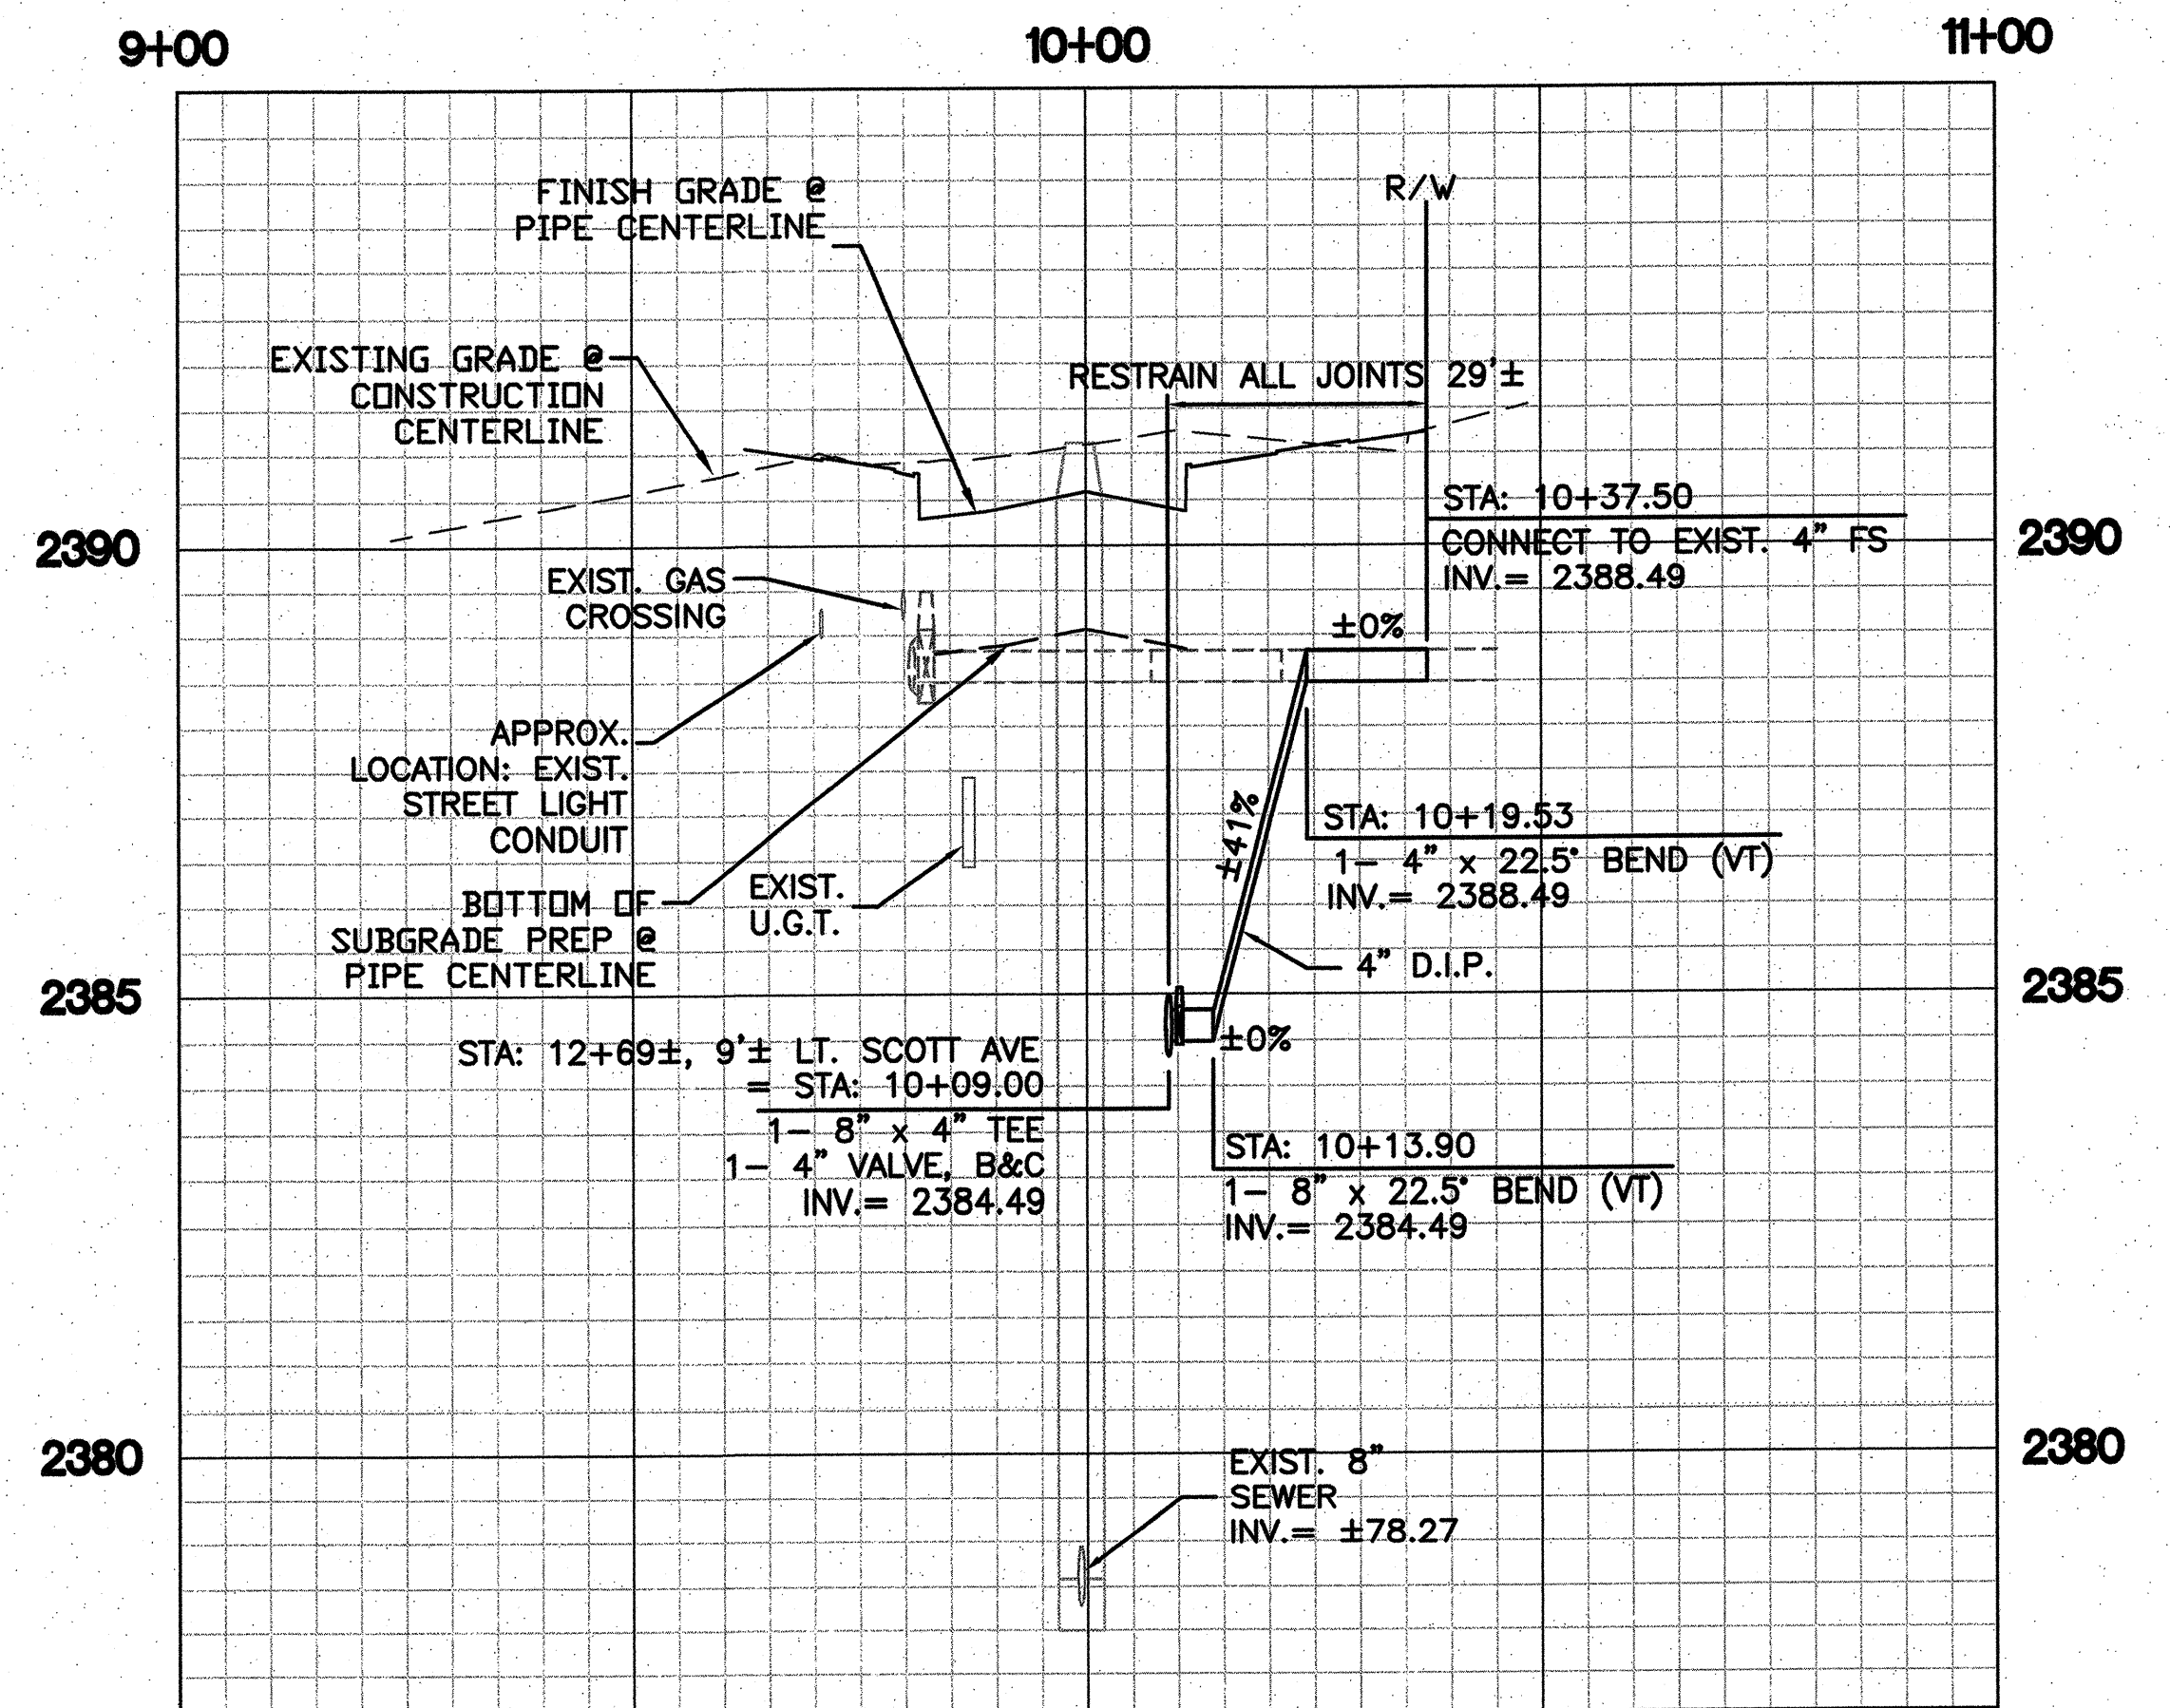 9+00
10+00
11+00
FINISH GRADE @
PIPE CENTERLINE
R/W
EXISTING GRADE @
CONSTRUCTION
CENTERLINE
RESTRAIN ALL JOINTS 29'±
STA: 10+37.50
CONNECT TO EXIST. 4" FS
INV.= 2388.49
2390
2390
EXIST. GAS
CROSSING
±0%
APPROX.
LOCATION: EXIST.
STREET LIGHT
CONDUIT
±41%
STA: 10+19.53
1- 4" x 22.5° BEND (VT)
INV.= 2388.49
EXIST.
U.G.T.
BOTTOM OF
SUBGRADE PREP @
PIPE CENTERLINE
4" D.I.P.
2385
2385
±0%
STA: 12+69±, 9'± LT. SCOTT AVE
= STA: 10+09.00
1- 8" x 4" TEE
1- 4" VALVE, B&C
INV.= 2384.49
STA: 10+13.90
1- 8" x 22.5° BEND (VT)
INV.= 2384.49
2380
2380
EXIST. 8"
SEWER
INV.= ±78.27